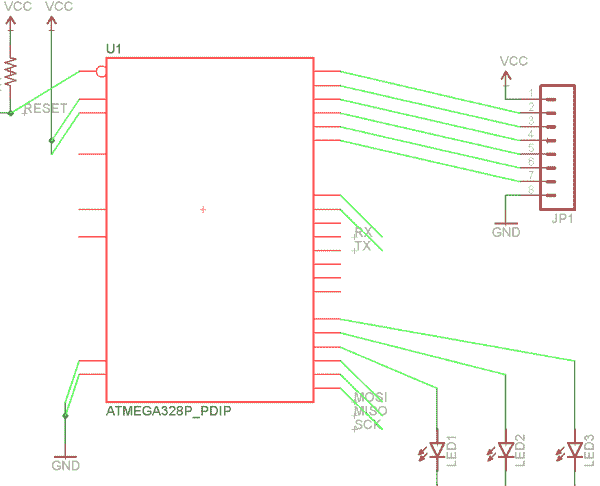 VCC VCC
U1
RESET
VCC
1
2
3
4
5
6
7
8
JP1
GND
RX
TX
MOSI
MISO
SCK
ATMEGA328P_PDIP
GND
LED1
LED2
LED3